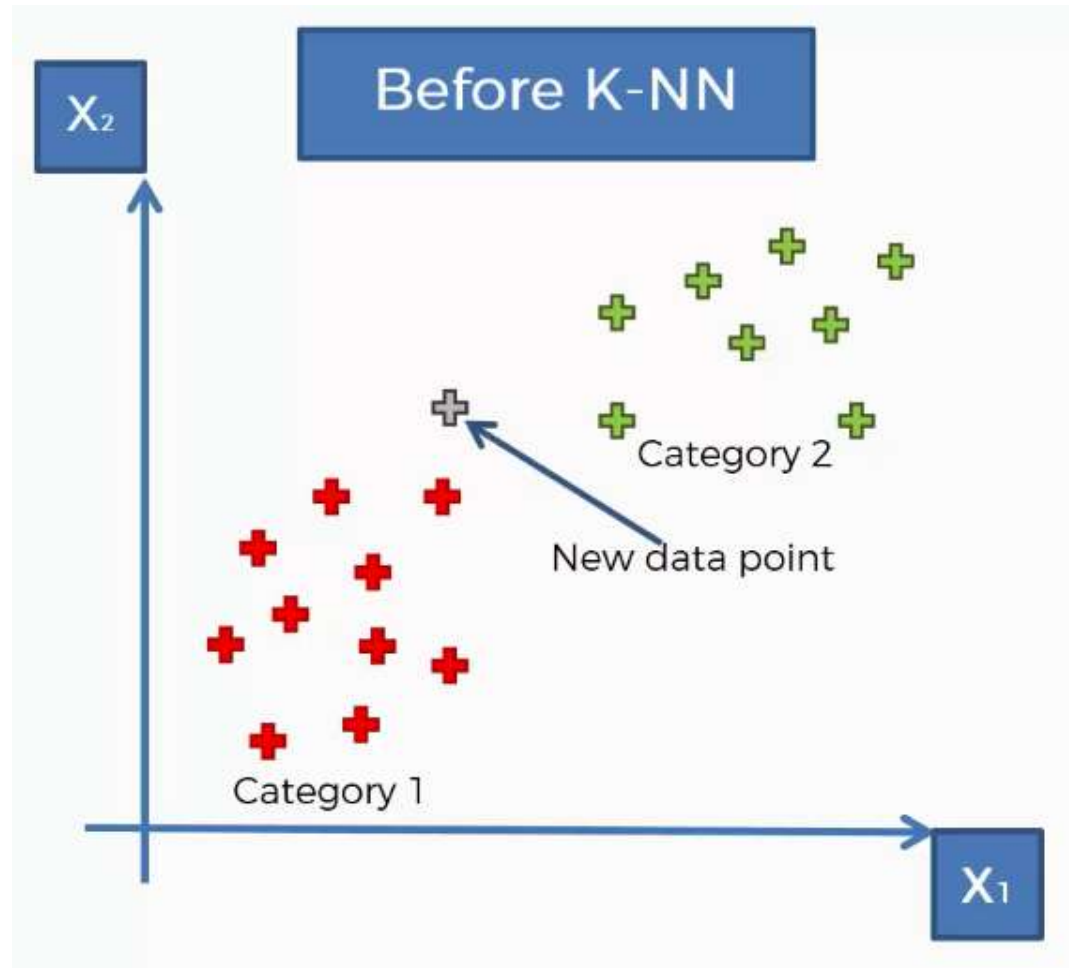 Before K-NN
X₂
Category 2
New data point
Category 1
X₁